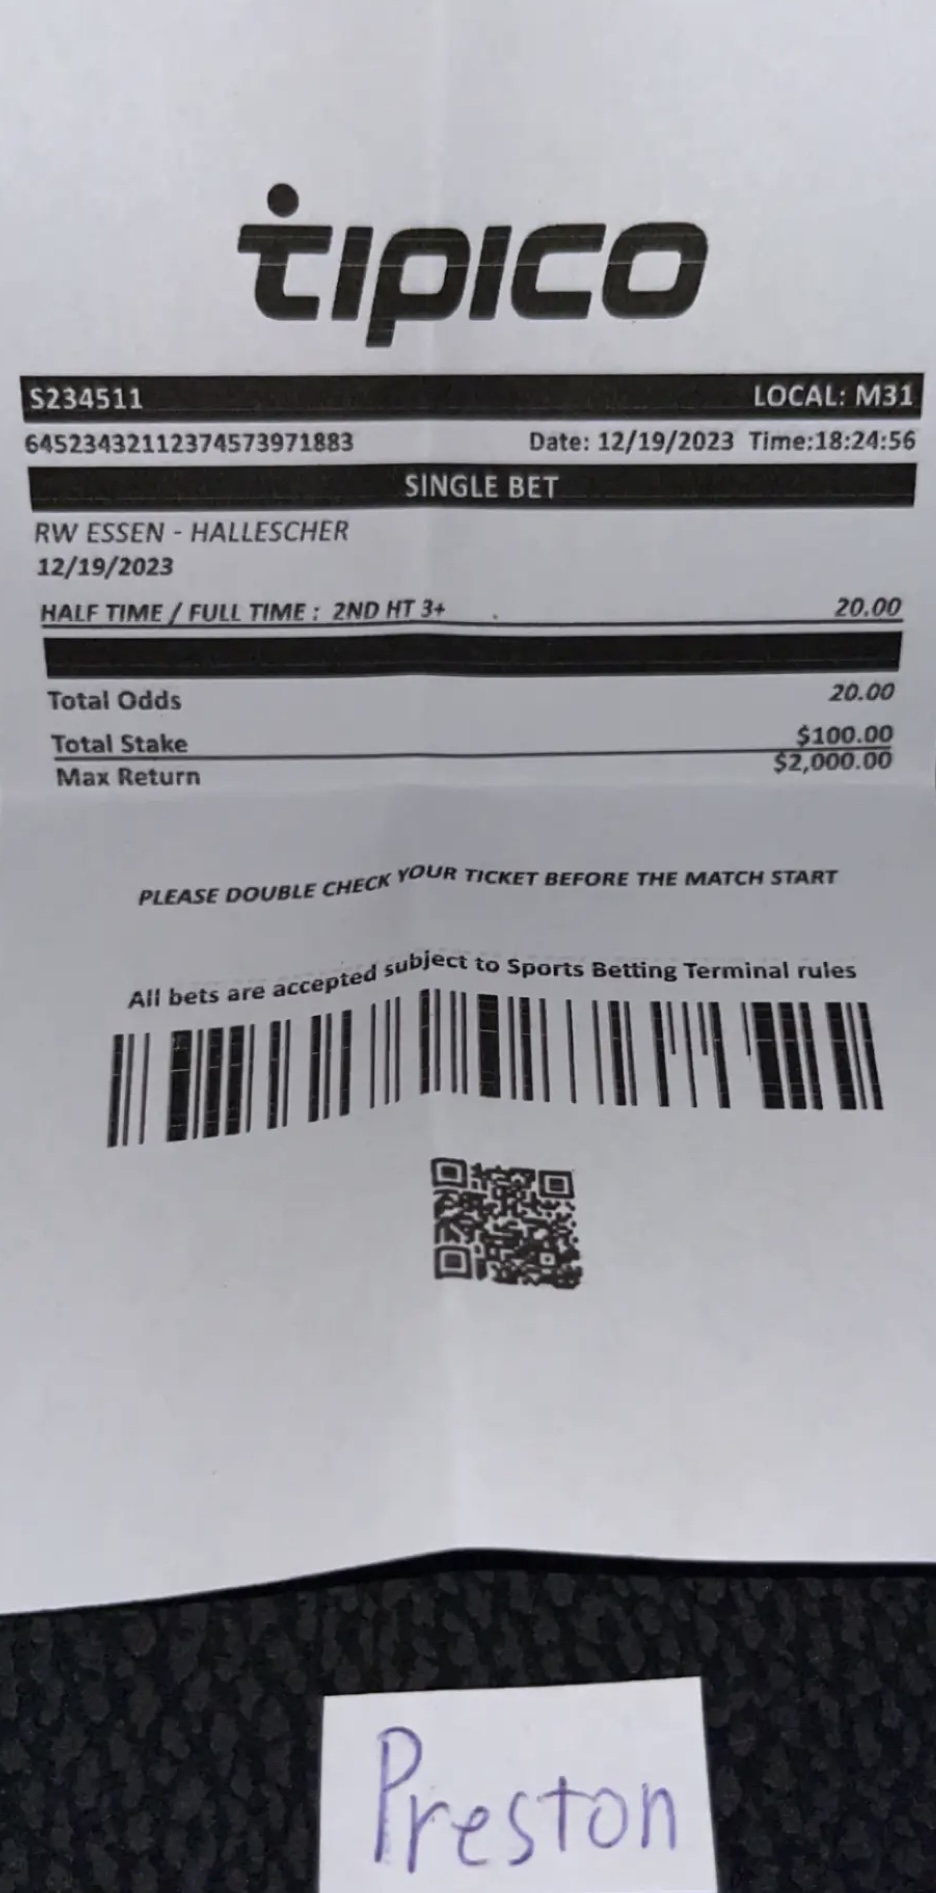 tipico
S234511 LOCAL: M31
64523432112374573971883 Date: 12/19/2023 Time:18:24:56
SINGLE BET
RW ESSEN - HALLESCHER
12/19/2023
HALF TIME / FULL TIME : 2ND HT 3+ 20.00
Total Odds 20.00
Total Stake $100.00
Max Return $2,000.00
PLEASE DOUBLE CHECK YOUR TICKET BEFORE THE MATCH START
All bets are accepted subject to Sports Betting Terminal rules
Preston